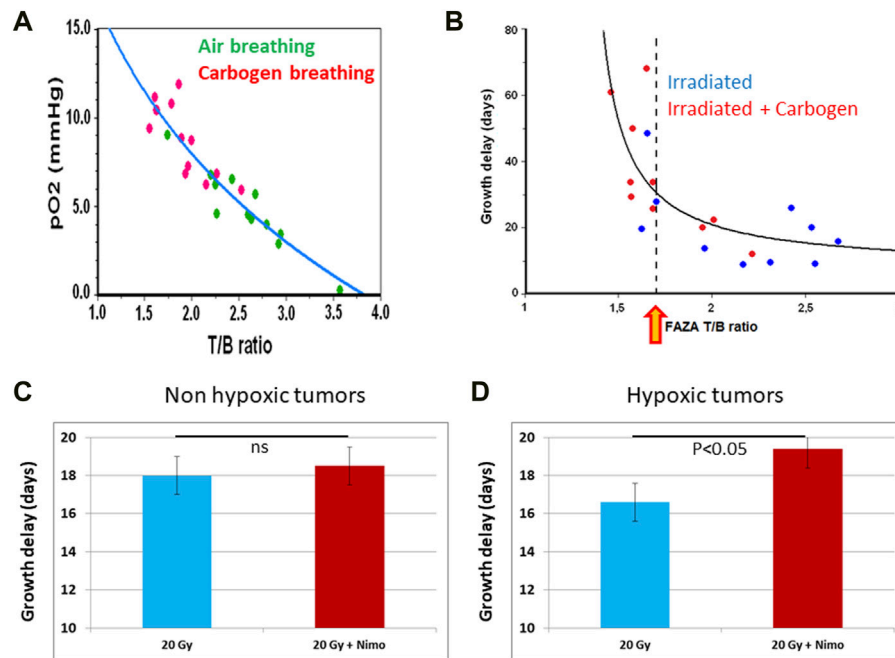 A
15.0
10.0
5.0
0.0
pO2 (mmHg)
Air breathing
Carbogen breathing
1.0 1.5 2.0 2.5 3.0 3.5 4.0
T/B ratio
B
80
60
40
20
0
Growth delay (days)
Irradiated
Irradiated + Carbogen
1 1,5 2 2,5
FAZA T/B ratio
C
Non hypoxic tumors
20
18
16
14
12
10
Growth delay (days)
ns
20 Gy 20 Gy + Nimo
D
Hypoxic tumors
20
18
16
14
12
10
Growth delay (days)
P<0.05
20 Gy 20 Gy + Nimo